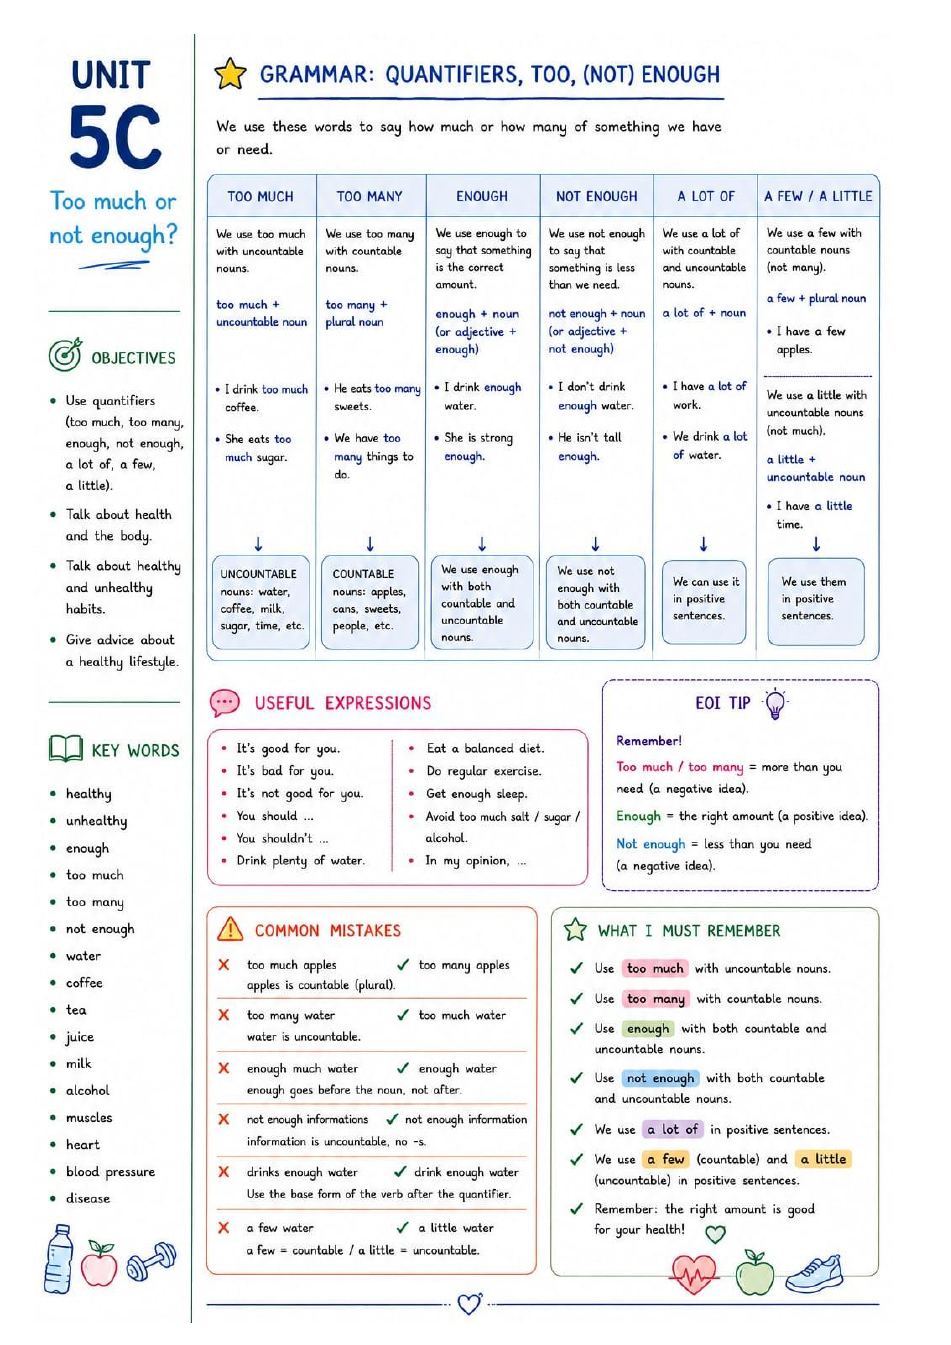 UNIT
5C
Too much or
not enough?
OBJECTIVES
• Use quantifiers
(too much, too many,
enough, not enough,
a lot of, a few,
a little).
• Talk about health
and the body.
• Talk about healthy
and unhealthy
habits.
• Give advice about
a healthy lifestyle.
KEY WORDS
• healthy
• unhealthy
• enough
• too much
• too many
• not enough
• water
• coffee
• tea
• juice
• milk
• alcohol
• muscles
• heart
• blood pressure
• disease
GRAMMAR: QUANTIFIERS, TOO, (NOT) ENOUGH
We use these words to say how much or how many of something we have
or need.
TOO MUCH
We use too much
with uncountable
nouns.
too much +
uncountable noun
• I drink too much
coffee.
• She eats too
much sugar.
↓
UNCOUNTABLE
nouns: water,
coffee, milk,
sugar, time, etc.
TOO MANY
We use too many
with countable
nouns.
too many +
plural noun
• He eats too many
sweets.
• We have too
many things to
do.
↓
COUNTABLE
nouns: apples,
cans, sweets,
people, etc.
ENOUGH
We use enough to
say that something
is the correct
amount.
enough + noun
(or adjective +
enough)
• I drink enough
water.
• She is strong
enough.
↓
We use enough
with both
countable and
uncountable
nouns.
NOT ENOUGH
We use not enough
to say that
something is less
than we need.
not enough + noun
(or adjective +
not enough)
• I don't drink
enough water.
• He isn't tall
enough.
↓
We use not
enough with
both countable
and uncountable
nouns.
A LOT OF
We use a lot of
with countable
and uncountable
nouns.
a lot of + noun
• I have a lot of
work.
• We drink a lot
of water.
↓
We can use it
in positive
sentences.
A FEW / A LITTLE
We use a few with
countable nouns
(not many).
a few + plural noun
• I have a few
apples.
We use a little with
uncountable nouns
(not much).
a little +
uncountable noun
• I have a little
time.
↓
We use them
in positive
sentences.
USEFUL EXPRESSIONS
• It's good for you.
• It's bad for you.
• It's not good for you.
• You should ...
• You shouldn't ...
• Drink plenty of water.
• Eat a balanced diet.
• Do regular exercise.
• Get enough sleep.
• Avoid too much salt / sugar /
alcohol.
• In my opinion, ...
EOI TIP
Remember!
Too much / too many = more than you
need (a negative idea).
Enough = the right amount (a positive idea).
Not enough = less than you need
(a negative idea).
COMMON MISTAKES
X too much apples ✓ too many apples
apples is countable (plural).
X too many water ✓ too much water
water is uncountable.
X enough much water ✓ enough water
enough goes before the noun, not after.
X not enough informations ✓ not enough information
information is uncountable, no -s.
X drinks enough water ✓ drink enough water
Use the base form of the verb after the quantifier.
X a few water ✓ a little water
a few = countable / a little = uncountable.
WHAT I MUST REMEMBER
✓ Use too much with uncountable nouns.
✓ Use too many with countable nouns.
✓ Use enough with both countable and
uncountable nouns.
✓ Use not enough with both countable
and uncountable nouns.
✓ We use a lot of in positive sentences.
✓ We use a few (countable) and a little
(uncountable) in positive sentences.
✓ Remember: the right amount is good
for your health!